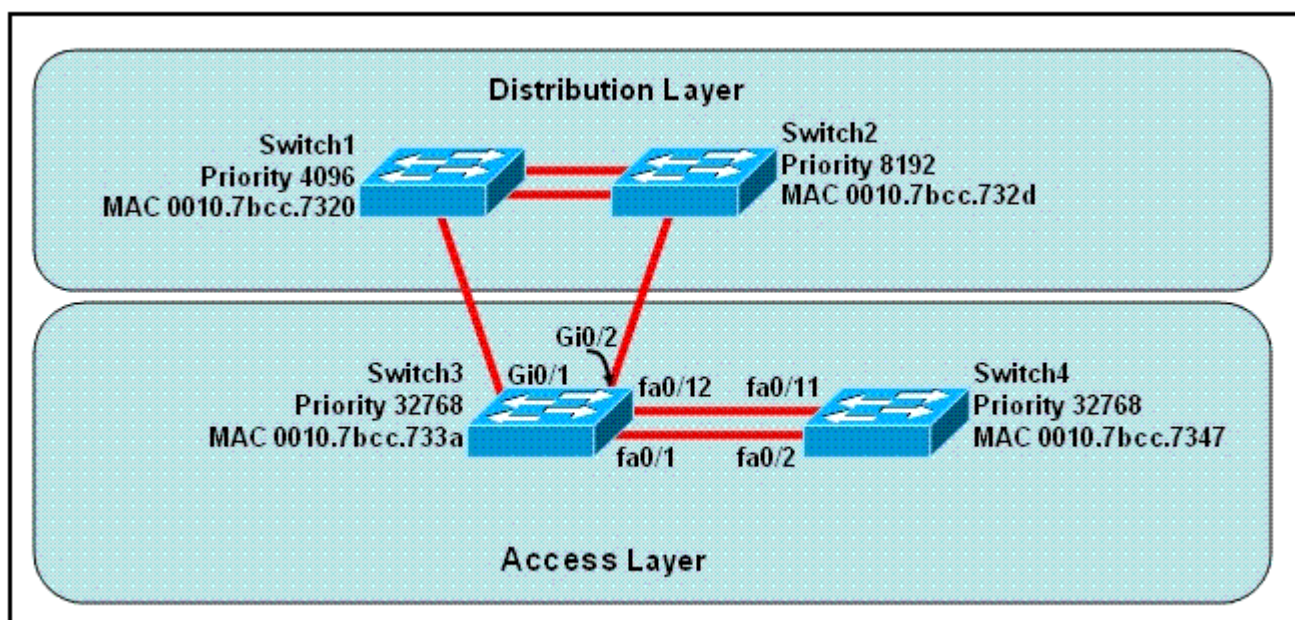 Distribution Layer
Switch1
Priority 4096
MAC 0010.7bcc.7320
Switch2
Priority 8192
MAC 0010.7bcc.732d
Gi0/2
Switch3
Priority 32768
MAC 0010.7bcc.733a
Gi0/1
fa0/12
fa0/11
fa0/1
fa0/2
Switch4
Priority 32768
MAC 0010.7bcc.7347
Access Layer